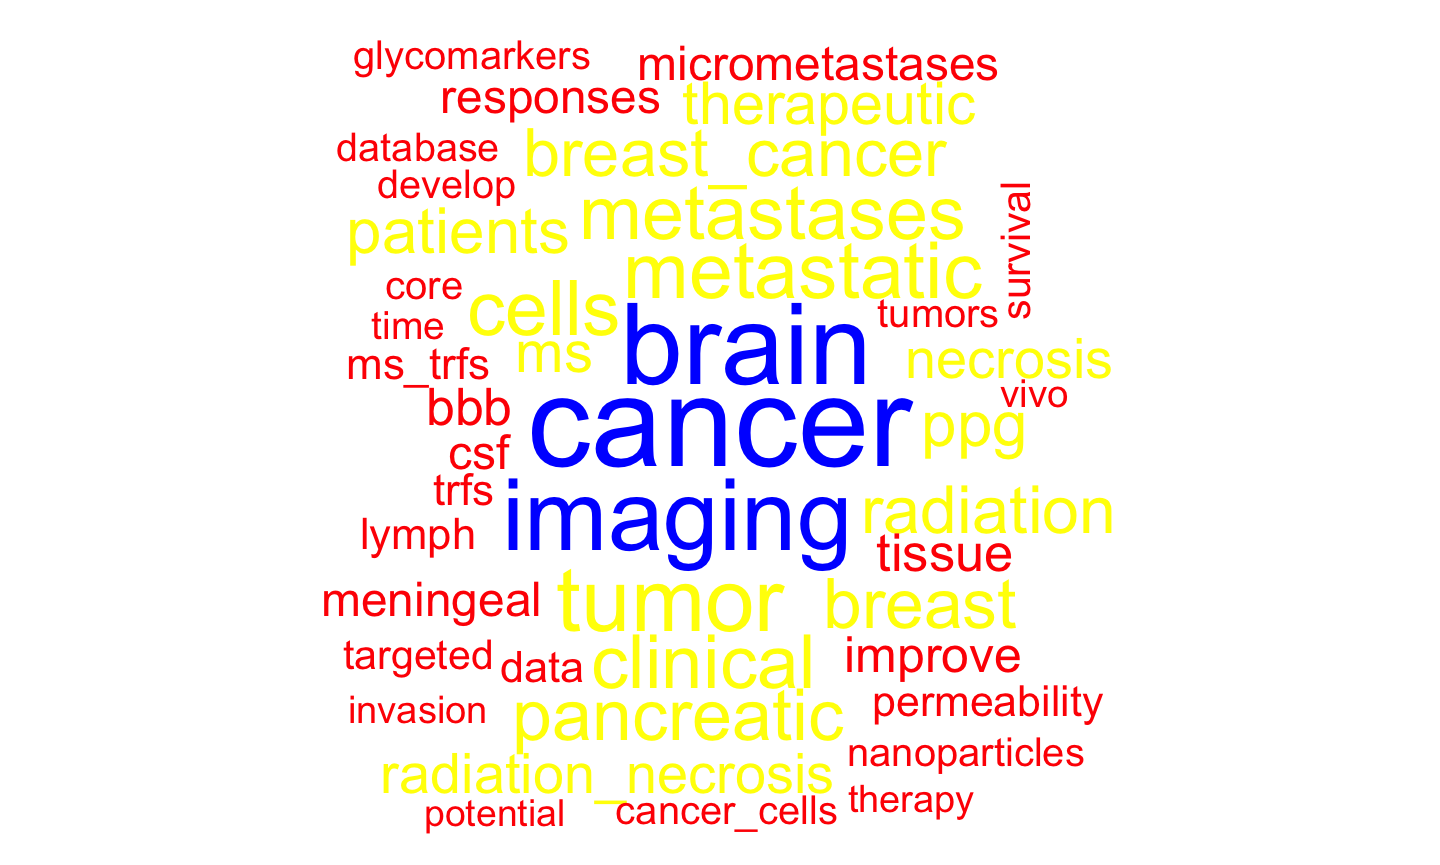 glycomarkers
micrometastases
responses
therapeutic
database
breast_cancer
develop
metastases
survival
patients
metastatic
core
cells
tumors
time
brain
ms
necrosis
ms_trfs
vivo
bbb
cancer
ppg
csf
trfs
imaging
radiation
lymph
tissue
meningeal
tumor
breast
targeted
data
clinical
improve
invasion
pancreatic
permeability
radiation_necrosis
nanoparticles
potential
cancer_cells
therapy